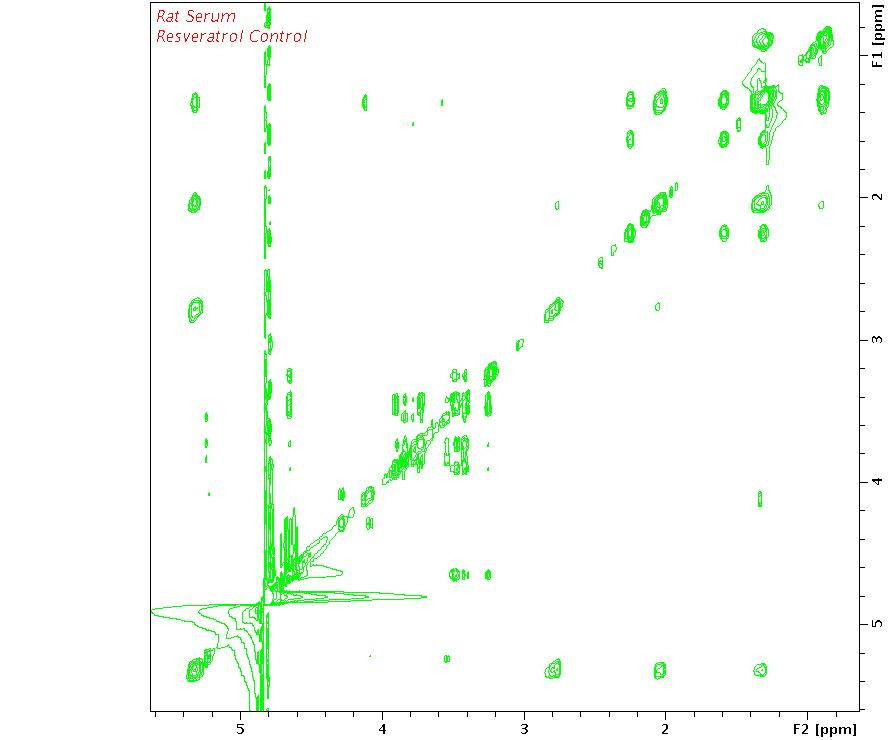 Rat Serum
Resveratrol Control
F1 [ppm]
2
3
4
5
5
4
3
2
F2 [ppm]